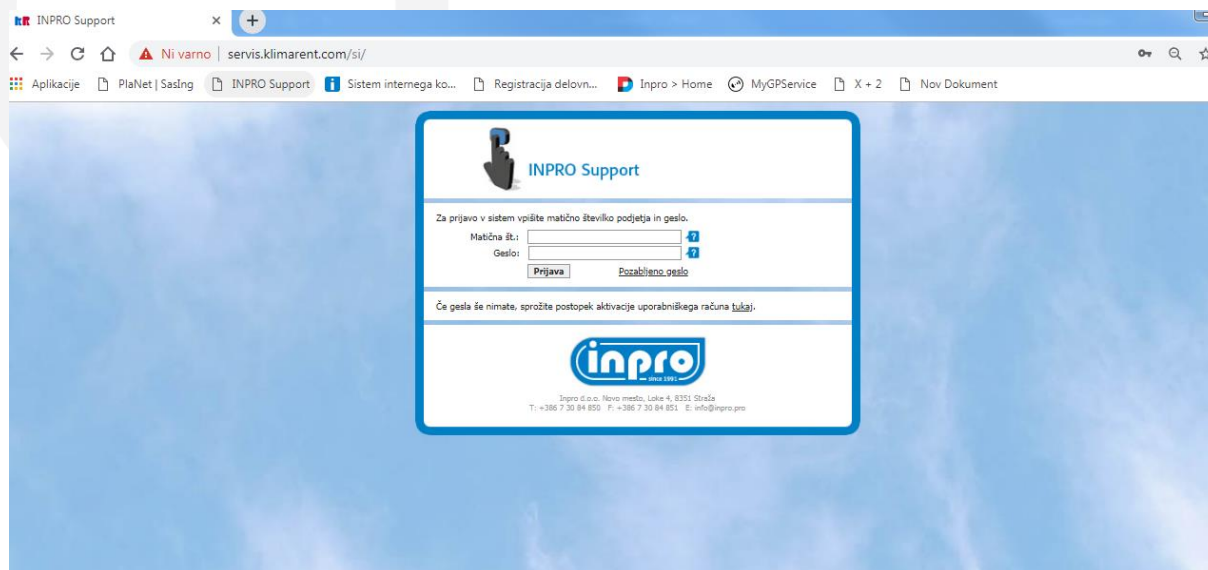 INPRO Support
Ni varno servis.klimarent.com/si/
Aplikacije PlaNet | SasIng INPRO Support Sistem internega ko... Registracija delovn... Inpro > Home MyGPService X + 2 Nov Dokument
INPRO Support
Za prijavo v sistem vpišite matično številko podjetja in geslo.
Matična št.:
Geslo:
Prijava Pozabljeno geslo
Če gesla še nimate, sprožite postopek aktivacije uporabniškega računa tukaj.
inpro
since 1991
Inpro d.o.o. Novo mesto, Loke 4, 8351 Straža
T: +386 7 30 84 850 F: +386 7 30 84 851 E: info@inpro.pro